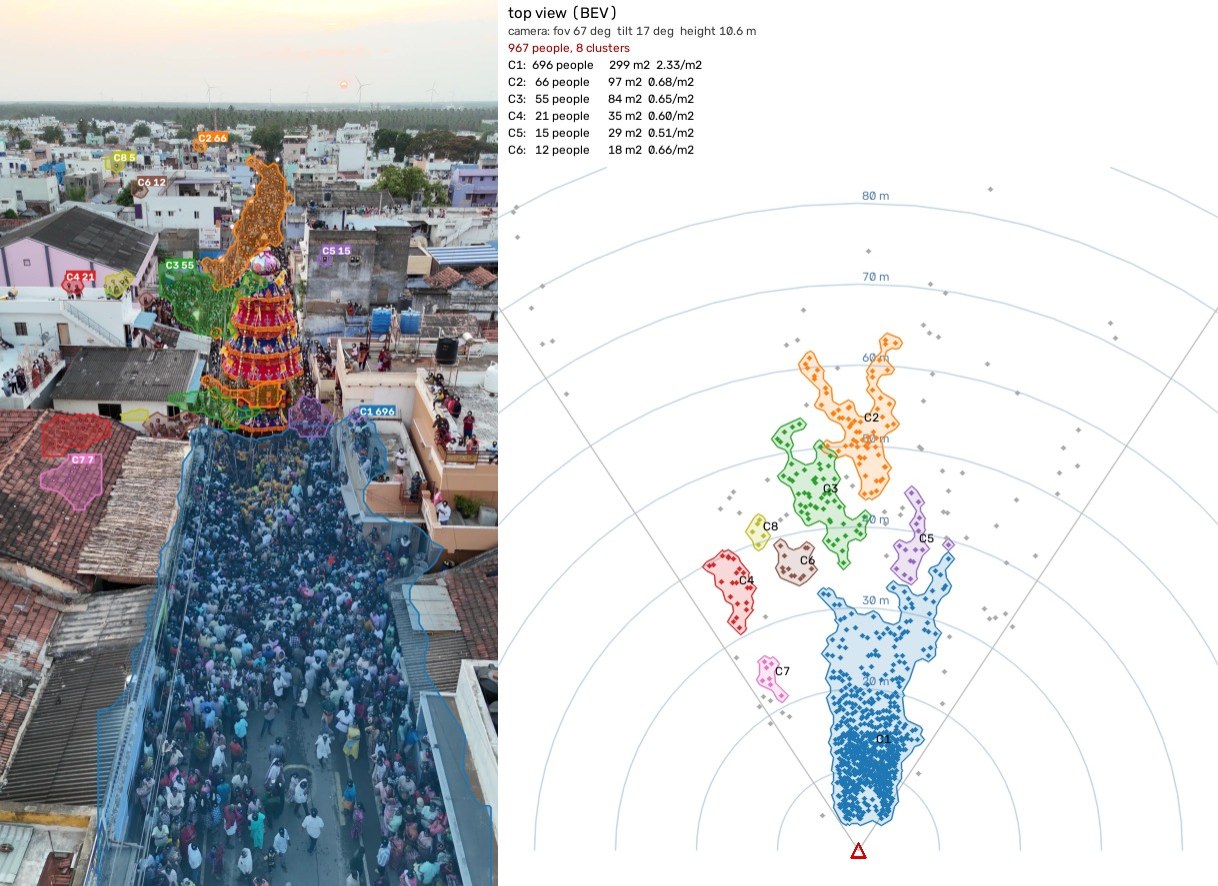 top view (BEV)
camera: fov 67 deg tilt 17 deg height 10.6 m
967 people, 8 clusters
C1: 696 people 299 m2 2.33/m2
C2: 66 people 97 m2 0.68/m2
C3: 55 people 84 m2 0.65/m2
C4: 21 people 35 m2 0.60/m2
C5: 15 people 29 m2 0.51/m2
C6: 12 people 18 m2 0.66/m2
C2 66
C8 5
C6 12
C5 15
C3 55
C4 21
C1 696
C7 7
80 m
70 m
60 m
C2
50 m
C3
40 m
C8
C5
C6
C4
30 m
C7
20 m
C1